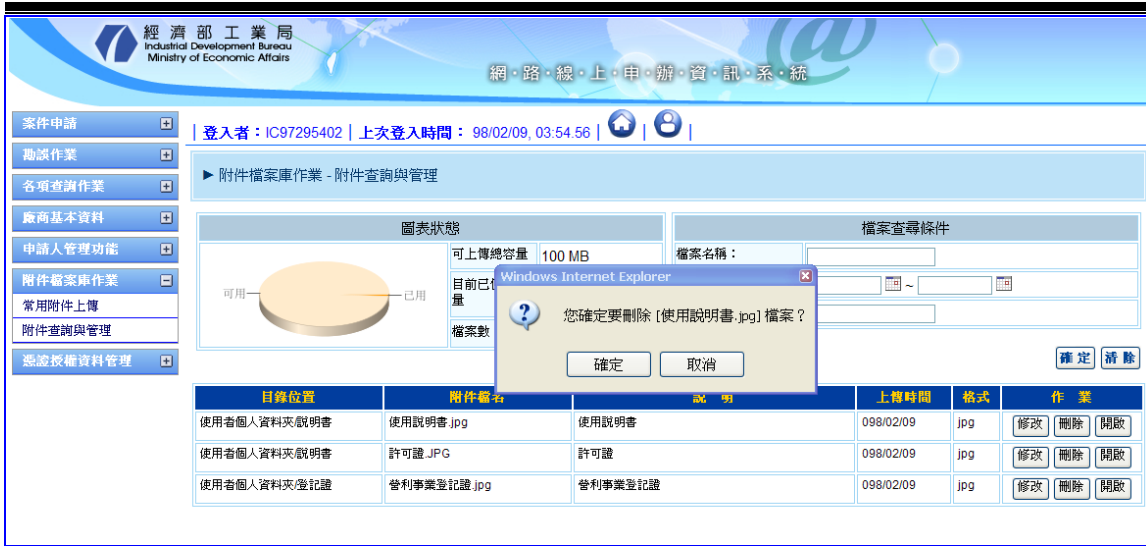 經濟部工業局
Industrial Development Bureau
Ministry of Economic Affairs
網‧路‧線‧上‧申‧辦‧資‧訊‧系‧統
案件申請
勘誤作業
各項查詢作業
廠商基本資料
申請人管理功能
附件檔案庫作業
常用附件上傳
附件查詢與管理
憑證授權資料管理
| 登入者：IC97295402 | 上次登入時間： 98/02/09, 03:54.56 | | |
► 附件檔案庫作業 - 附件查詢與管理
圖表狀態
可用
已用
可上傳總容量 100 MB
目前已
量
檔案數
檔案查尋條件
檔案名稱：
~
確定 清除
Windows Internet Explorer
您確定要刪除 [使用說明書.jpg] 檔案？
確定 取消
目錄位置 附件檔名 說 明 上傳時間 格式 作 業
使用者個人資料夾/說明書 使用說明書.jpg 使用說明書 098/02/09 jpg 修改 刪除 開啟
使用者個人資料夾/說明書 許可證.JPG 許可證 098/02/09 jpg 修改 刪除 開啟
使用者個人資料夾/登記證 營利事業登記證.jpg 營利事業登記證 098/02/09 jpg 修改 刪除 開啟